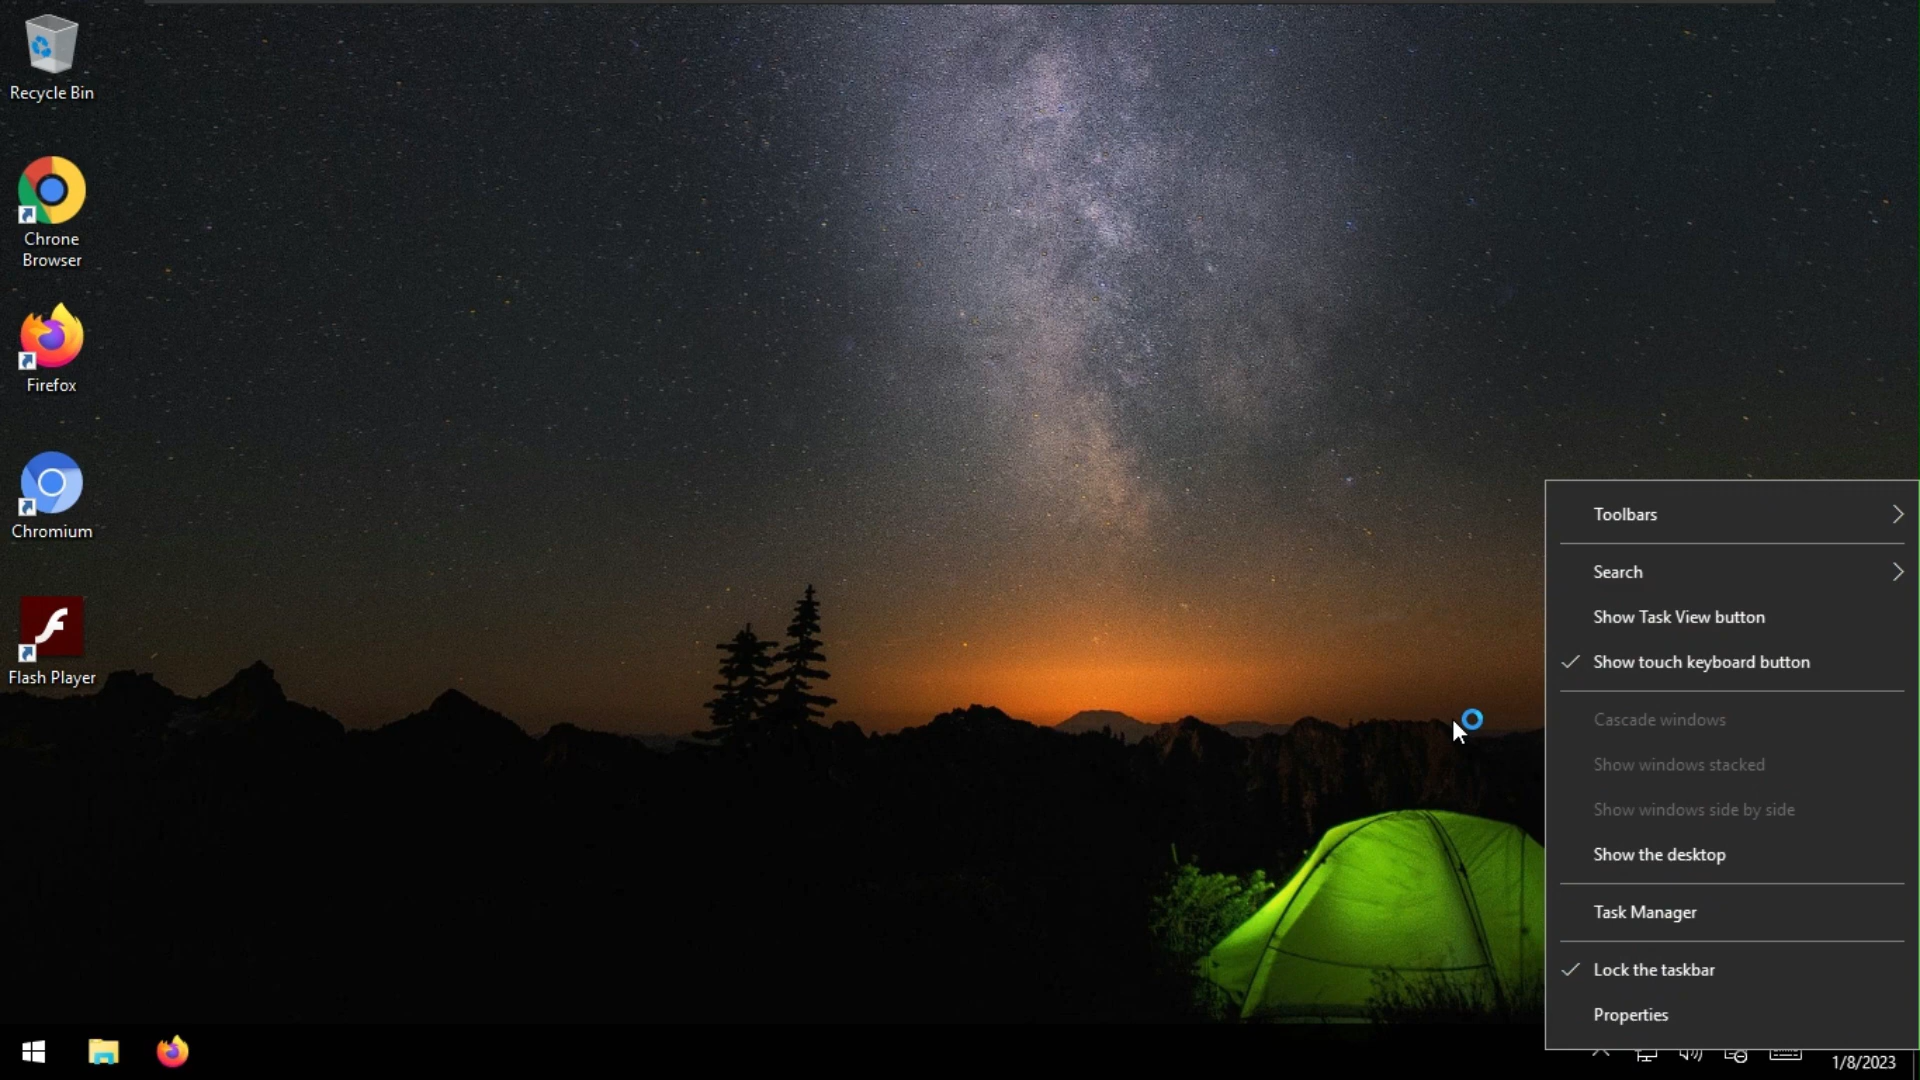 Recycle Bin
Chrone
Browser
Firefox
Chromium
Flash Player
Toolbars
Search
Show Task View button
Show touch keyboard button
Cascade windows
Show windows stacked
Show windows side by side
Show the desktop
Task Manager
Lock the taskbar
Properties
1/8/2023